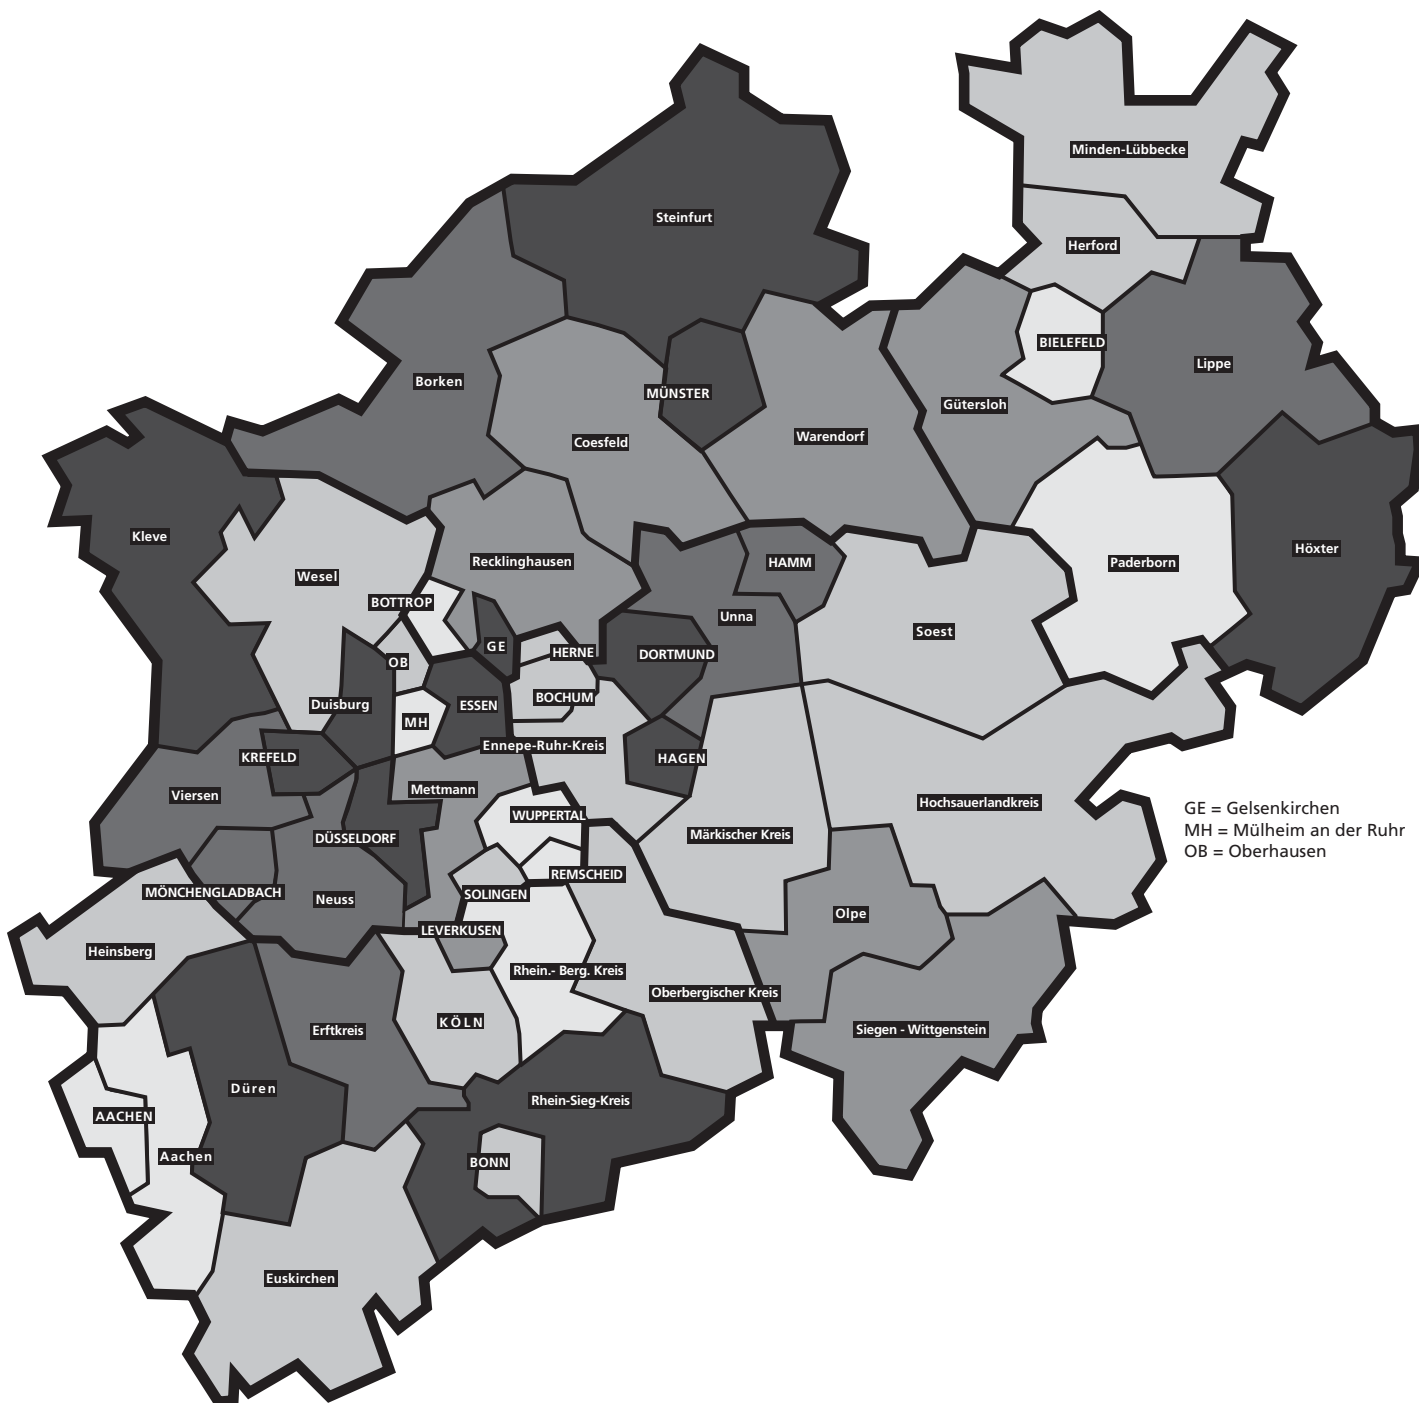 Minden-Lübbecke
Steinfurt
Herford
BIELEFELD
Lippe
Borken
MÜNSTER
Gütersloh
Coesfeld
Warendorf
Kleve
Recklinghausen
HAMM
Paderborn
Höxter
Wesel
BOTTROP
Unna
Soest
GE
HERNE
DORTMUND
OB
Duisburg
ESSEN
BOCHUM
MH
Ennepe-Ruhr-Kreis
KREFELD
HAGEN
Viersen
Mettmann
Hochsauerlandkreis
GE = Gelsenkirchen
MH = Mülheim an der Ruhr
OB = Oberhausen
WUPPERTAL
DÜSSELDORF
Märkischer Kreis
REMSCHEID
MÖNCHENGLADBACH
Neuss
SOLINGEN
Olpe
Heinsberg
LEVERKUSEN
Rhein.- Berg. Kreis
Oberbergischer Kreis
Erftkreis
KÖLN
Siegen - Wittgenstein
Düren
Rhein-Sieg-Kreis
AACHEN
Aachen
BONN
Euskirchen